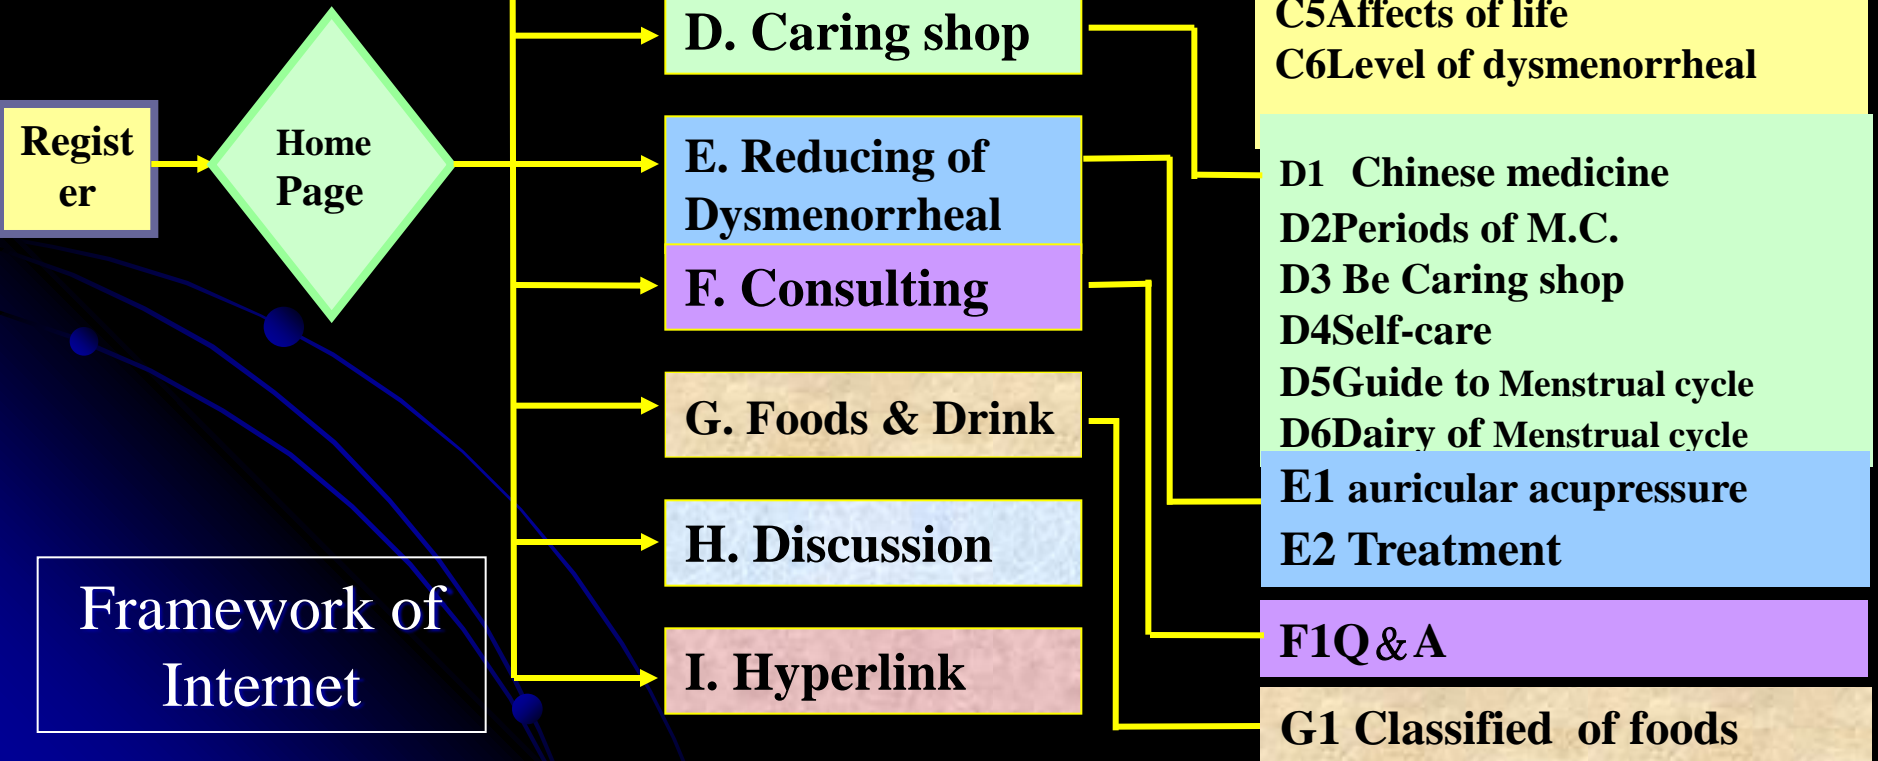 Regist
er
Home
Page
D. Caring shop
E. Reducing of
Dysmenorrheal
F. Consulting
G. Foods & Drink
H. Discussion
I. Hyperlink
C5Affects of life
C6Level of dysmenorrheal
D1 Chinese medicine
D2Periods of M.C.
D3 Be Caring shop
D4Self-care
D5Guide to Menstrual cycle
D6Dairy of Menstrual cycle
E1 auricular acupressure
E2 Treatment
F1Q＆A
G1 Classified of foods
Framework of
Internet